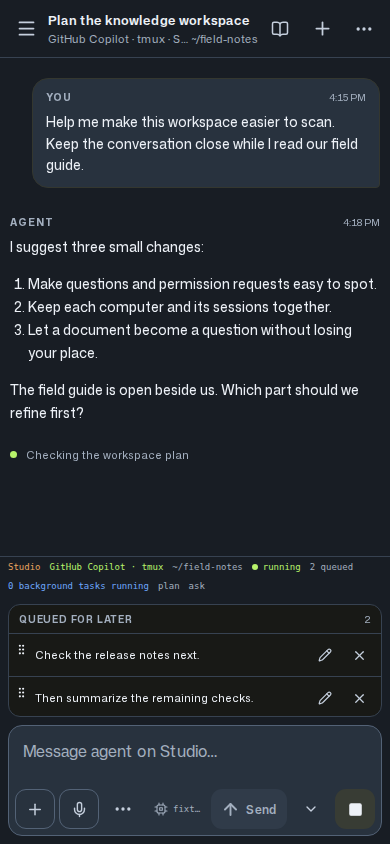 Plan the knowledge workspace
GitHub Copilot · tmux · S... ~/field-notes
YOU 4:15 PM
Help me make this workspace easier to scan.
Keep the conversation close while I read our field
guide.
AGENT 4:18 PM
I suggest three small changes:
1. Make questions and permission requests easy to spot.
2. Keep each computer and its sessions together.
3. Let a document become a question without losing
your place.
The field guide is open beside us. Which part should we
refine first?
Checking the workspace plan
Studio GitHub Copilot · tmux ~/field-notes running 2 queued
0 background tasks running plan ask
QUEUED FOR LATER 2
Check the release notes next.
Then summarize the remaining checks.
Message agent on Studio...
fixt... Send